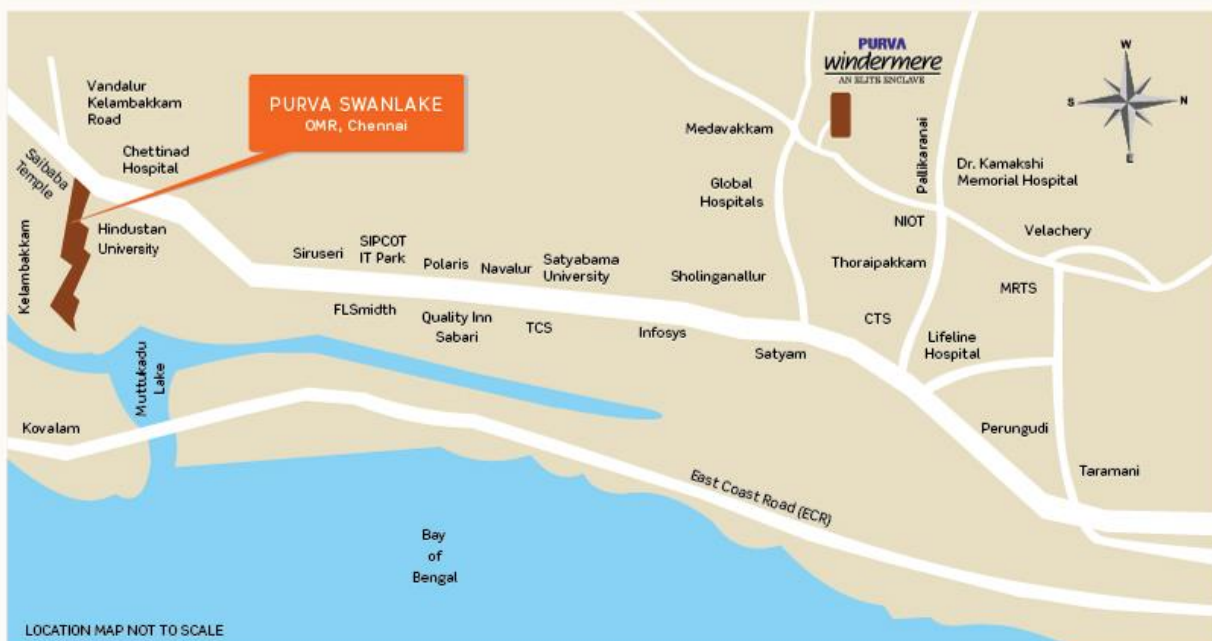 PURVA
windermere
AN ELITE ENCLAVE
W
S
N
E
Vandalur
Kelambakkam
Road
PURVA SWANLAKE
OMR, Chennai
Chettinad
Hospital
Saibaba
Temple
Kelambakkam
Hindustan
University
Medavakkam
Global
Hospitals
Pallikaranai
Dr. Kamakshi
Memorial Hospital
NIOT
Velachery
Siruseri
SIPCOT
IT Park
Polaris
Navalur
Satyabama
University
Sholinganallur
Thoraipakkam
MRTS
FLSmidth
Quality Inn
Sabari
TCS
Infosys
Satyam
CTS
Lifeline
Hospital
Muttukadu
Lake
Kovalam
Perungudi
Taramani
East Coast Road (ECR)
Bay
of
Bengal
LOCATION MAP NOT TO SCALE